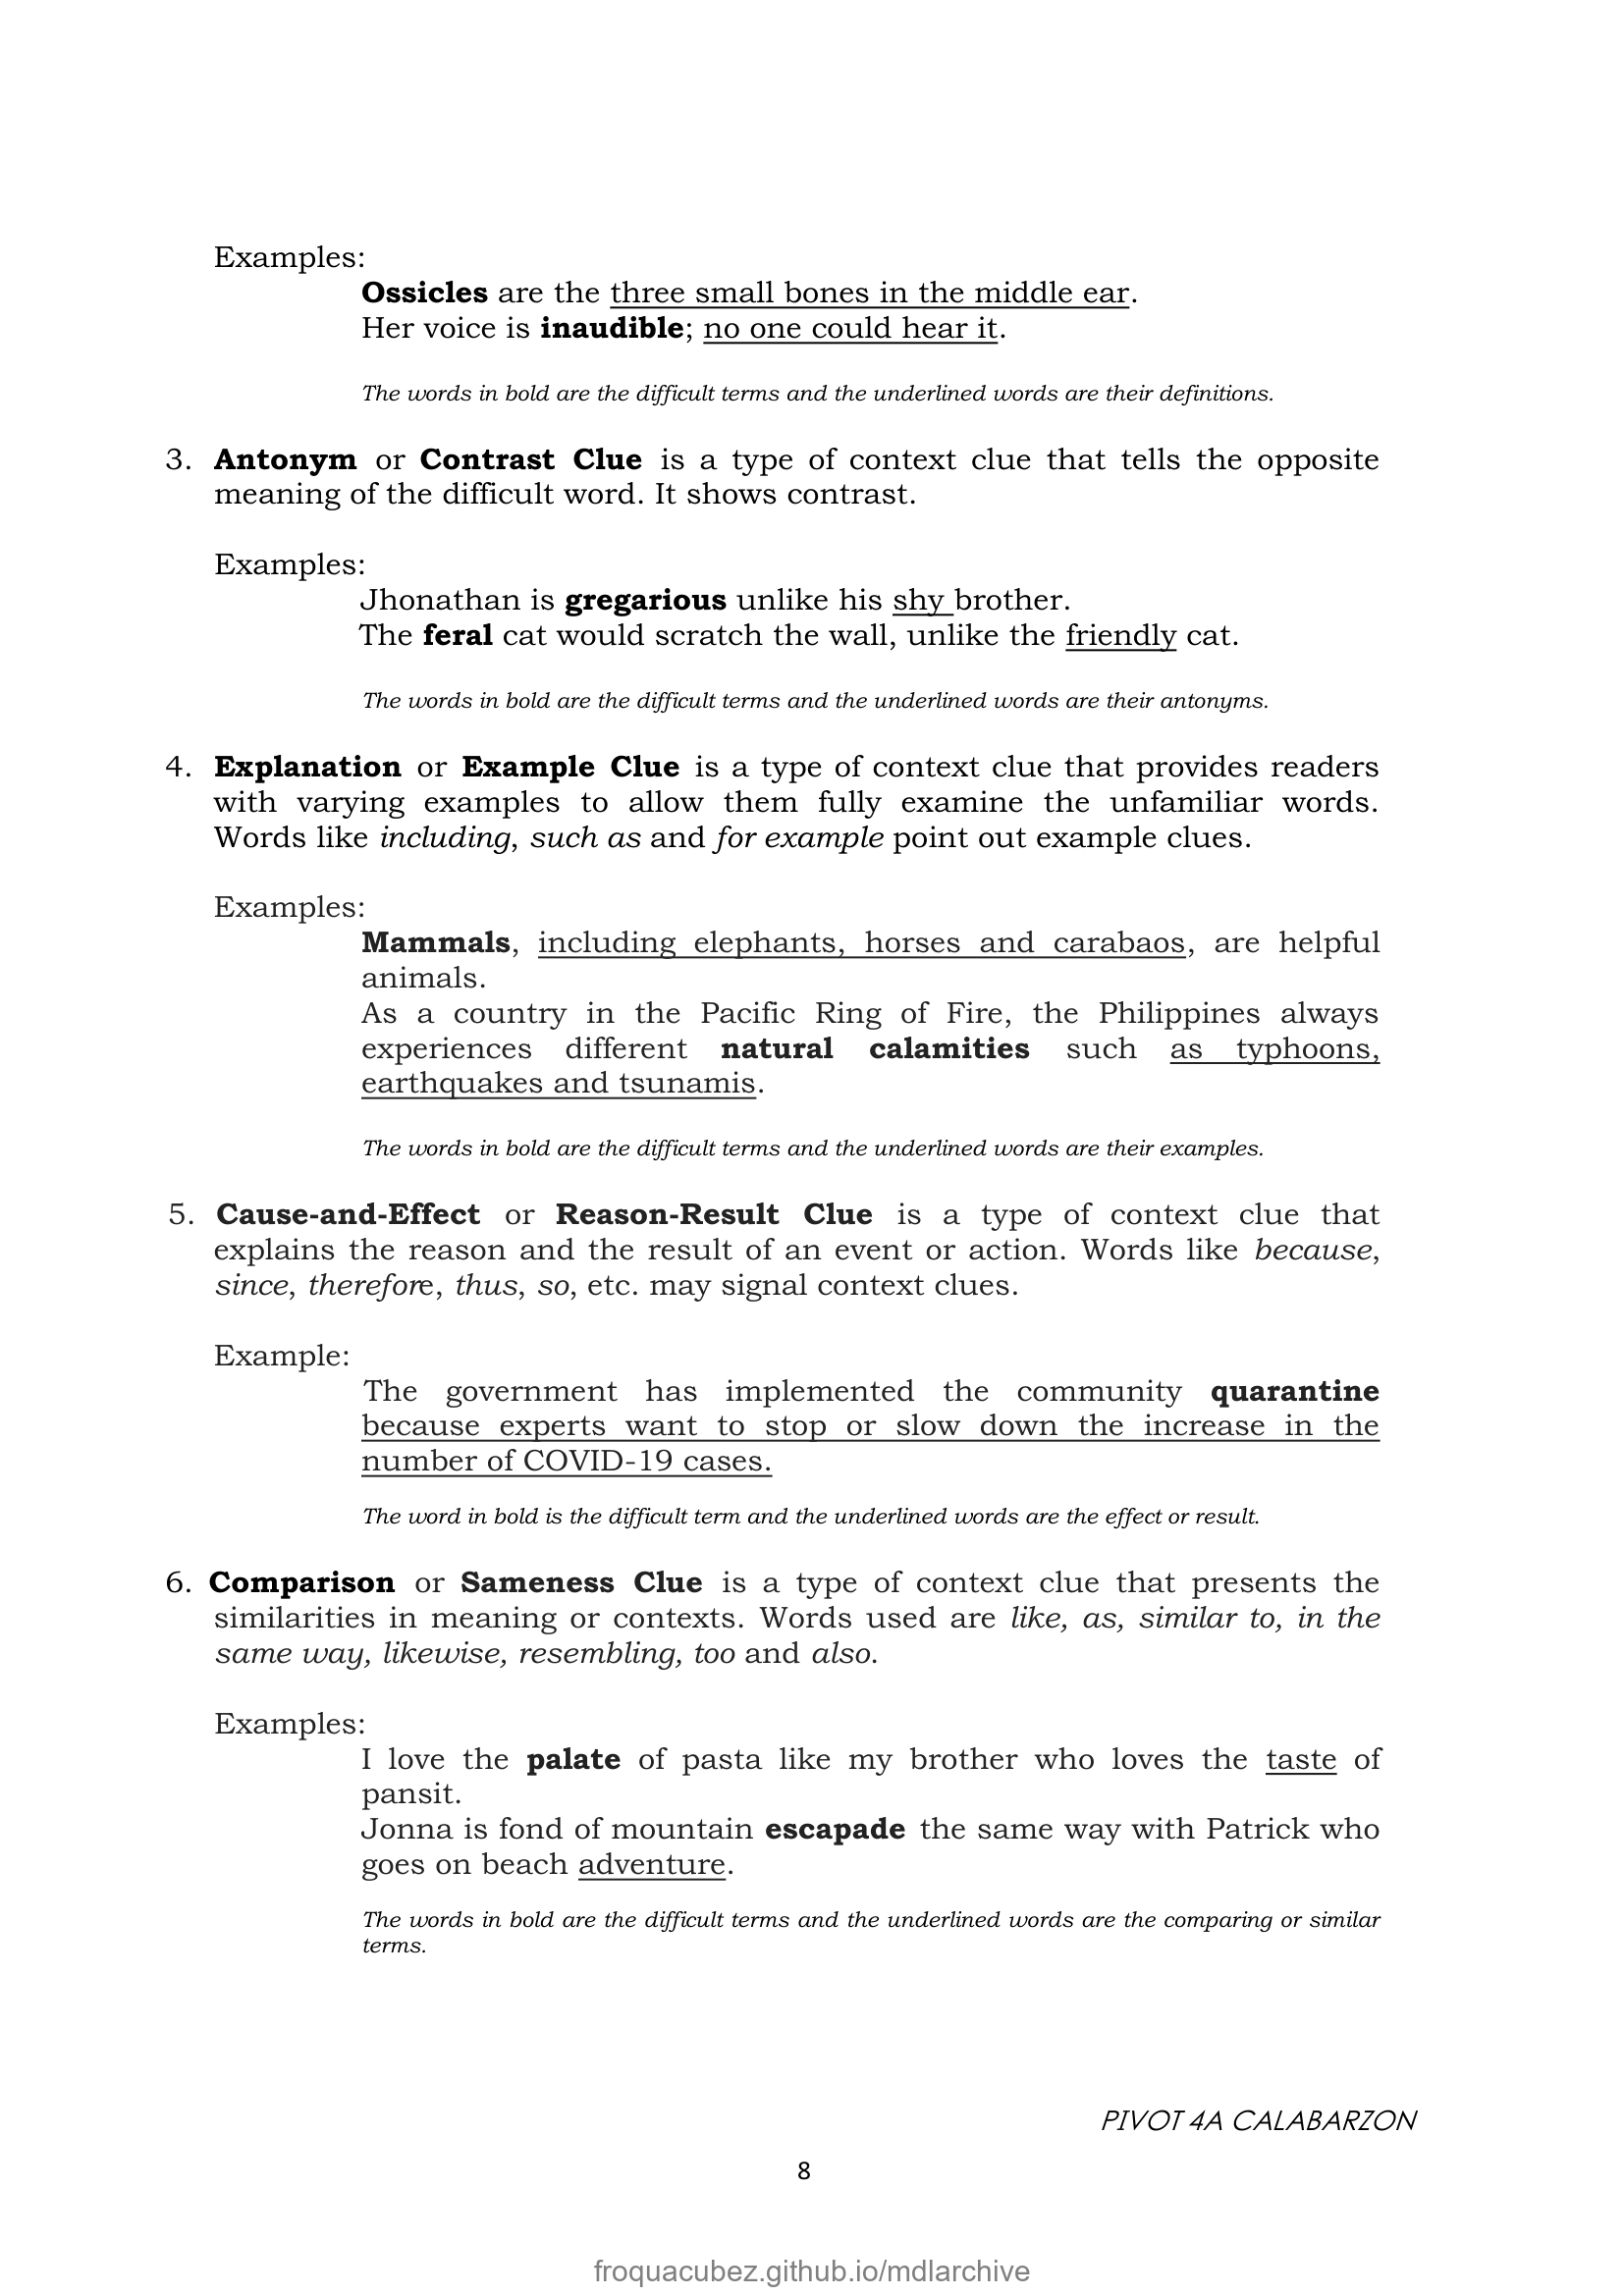 Examples:
Ossicles are the three small bones in the middle ear.
Her voice is inaudible; no one could hear it.
The words in bold are the difficult terms and the underlined words are their definitions.
3. Antonym or Contrast Clue is a type of context clue that tells the opposite
meaning of the difficult word. It shows contrast.
Examples:
Jhonathan is gregarious unlike his shy brother.
The feral cat would scratch the wall, unlike the friendly cat.
The words in bold are the difficult terms and the underlined words are their antonyms.
4. Explanation or Example Clue is a type of context clue that provides readers
with varying examples to allow them fully examine the unfamiliar words.
Words like including, such as and for example point out example clues.
Examples:
Mammals, including elephants, horses and carabaos, are helpful
animals.
As a country in the Pacific Ring of Fire, the Philippines always
experiences different natural calamities such as typhoons,
earthquakes and tsunamis.
The words in bold are the difficult terms and the underlined words are their examples.
5. Cause-and-Effect or Reason-Result Clue is a type of context clue that
explains the reason and the result of an event or action. Words like because,
since, therefore, thus, so, etc. may signal context clues.
Example:
The government has implemented the community quarantine
because experts want to stop or slow down the increase in the
number of COVID-19 cases.
The word in bold is the difficult term and the underlined words are the effect or result.
6. Comparison or Sameness Clue is a type of context clue that presents the
similarities in meaning or contexts. Words used are like, as, similar to, in the
same way, likewise, resembling, too and also.
Examples:
I love the palate of pasta like my brother who loves the taste of
pansit.
Jonna is fond of mountain escapade the same way with Patrick who
goes on beach adventure.
The words in bold are the difficult terms and the underlined words are the comparing or similar
terms.
PIVOT 4A CALABARZON
8
froquacubez.github.io/mdlarchive